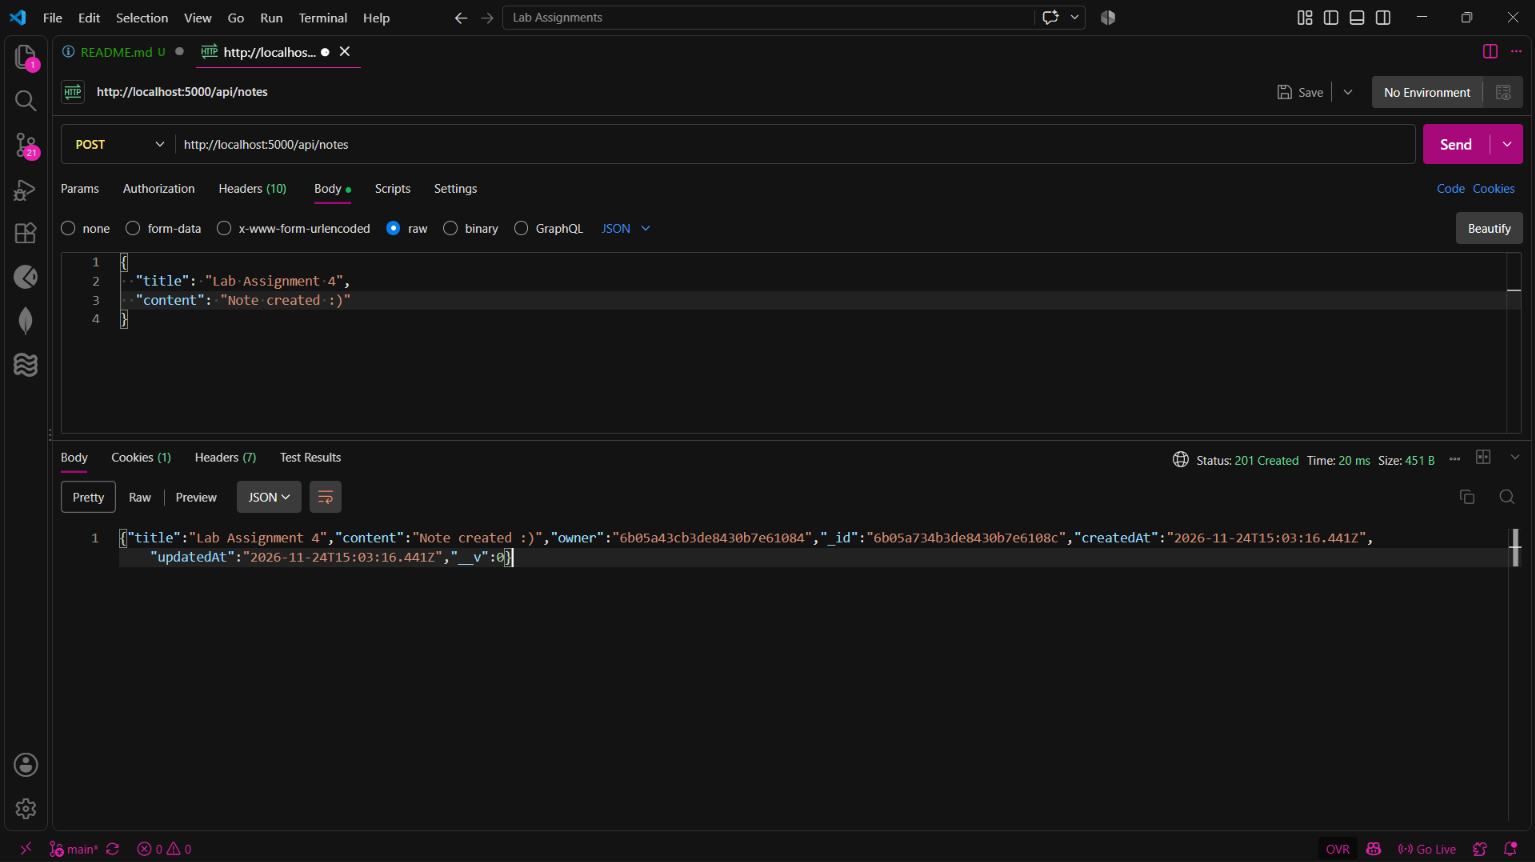 File Edit Selection View Go Run Terminal Help Lab Assignments
1 README.md U HTTP http://localhos...
HTTP http://localhost:5000/api/notes Save No Environment
21 POST http://localhost:5000/api/notes Send
Params Authorization Headers (10) Body Scripts Settings Code Cookies
none form-data x-www-form-urlencoded raw binary GraphQL JSON Beautify
1 {
2 "title": "Lab Assignment 4",
3 "content": "Note created :)"
4 }
Body Cookies (1) Headers (7) Test Results Status: 201 Created Time: 20 ms Size: 451 B
Pretty Raw Preview JSON
1 {"title":"Lab Assignment 4","content":"Note created :)","owner":"6b05a43cb3de8430b7e61084","_id":"6b05a734b3de8430b7e6108c","createdAt":"2026-11-24T15:03:16.441Z",
"updatedAt":"2026-11-24T15:03:16.441Z","__v":0}
main* 0 0 OVR Go Live